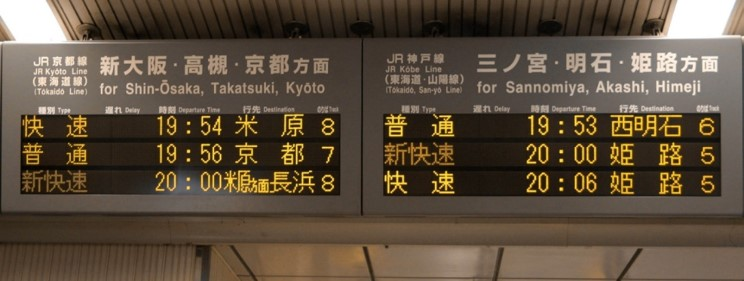 JR京都線
JR Kyōto Line
(東海道線)
(Tōkaidō Line)
新大阪・高槻・京都方面
for Shin-Ōsaka, Takatsuki, Kyōto
種別 Type 遅れ Delay 時刻 Departure Time 行先 Destination のりば Track
快速 19:54 米原 8
普通 19:56 京都 7
新快速 20:00 米原方面長浜 8
JR神戸線
JR Kōbe Line
(東海道・山陽線)
(Tōkaidō, San-yō Line)
三ノ宮・明石・姫路方面
for Sannomiya, Akashi, Himeji
種別 Type 遅れ Delay 時刻 Departure Time 行先 Destination のりば Track
普通 19:53 西明石 6
新快速 20:00 姫路 5
快速 20:06 姫路 5